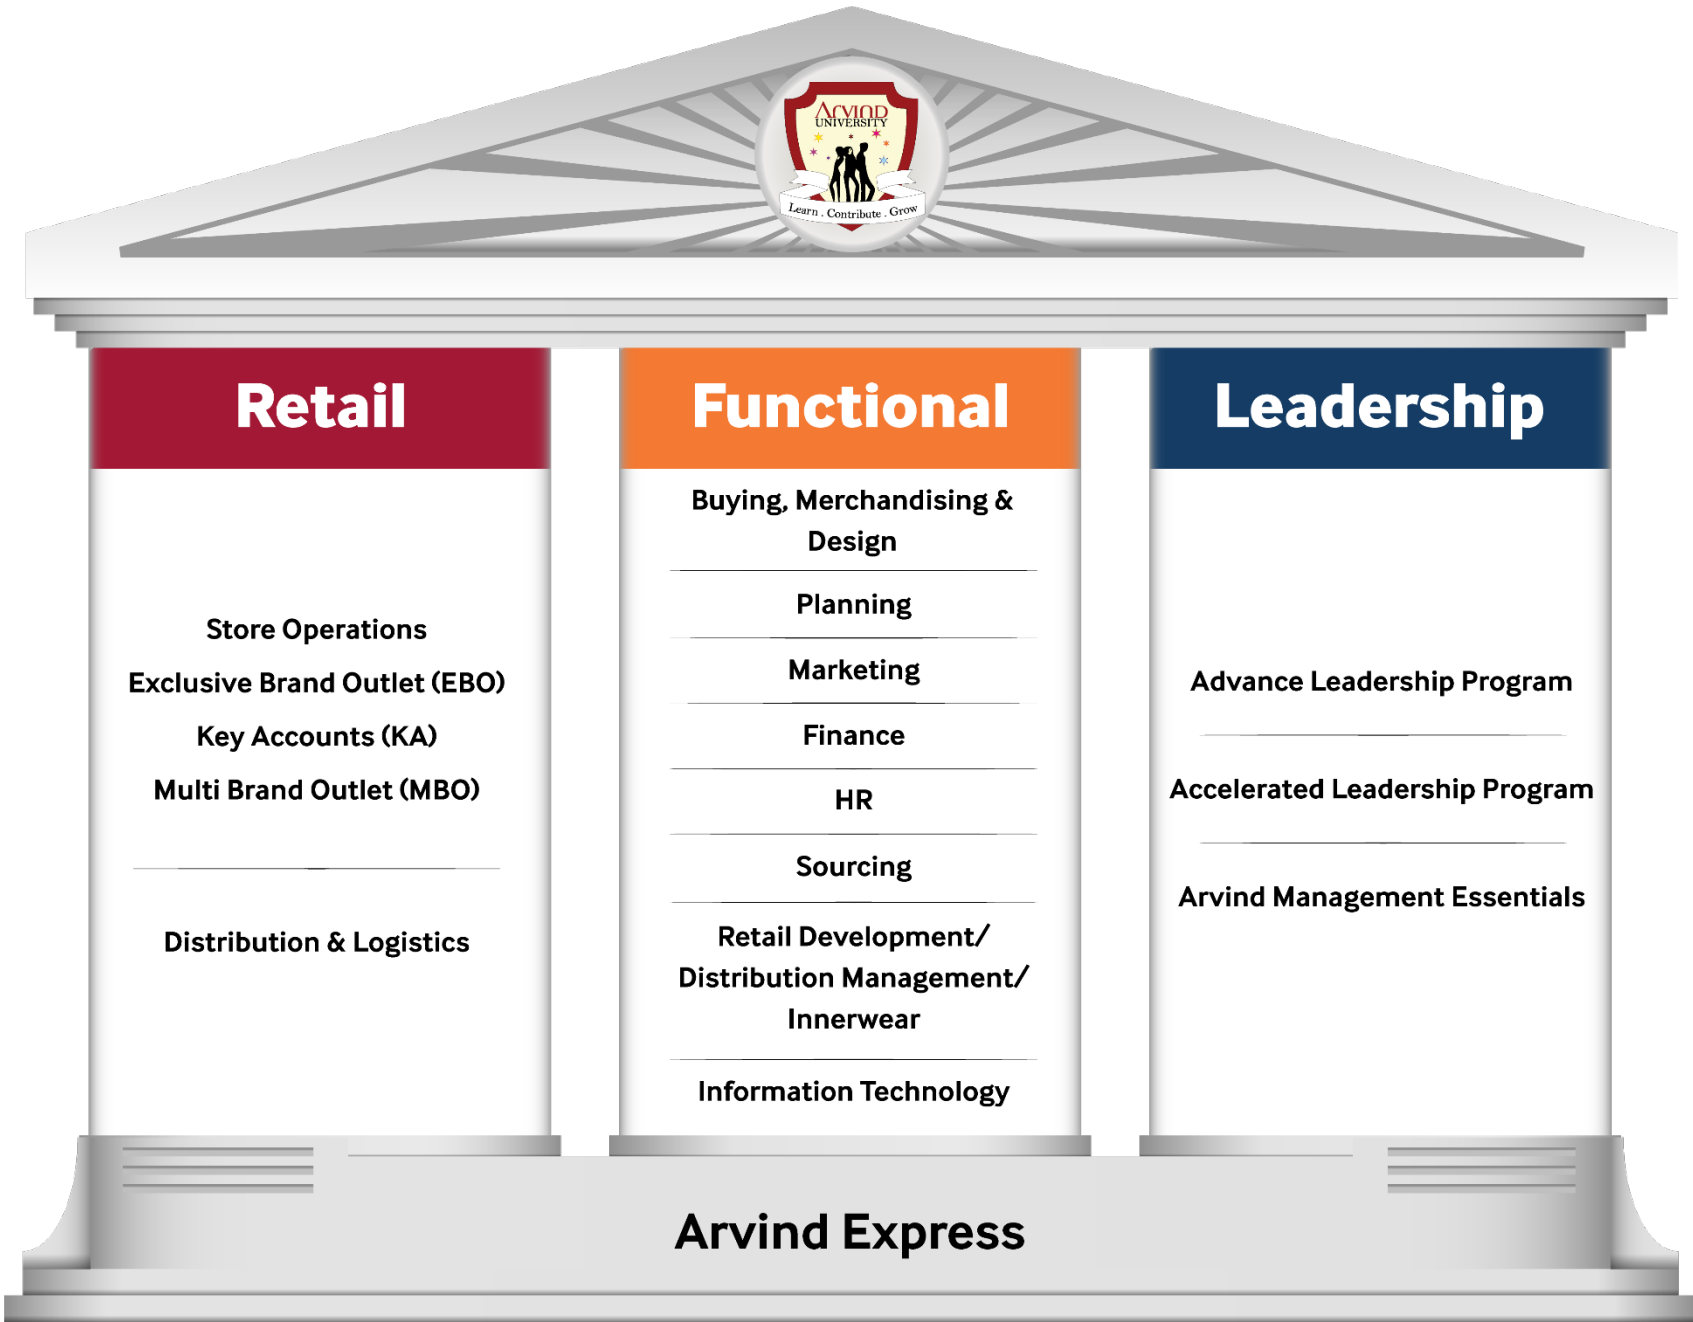 Arvind
UNIVERSITY
Learn . Contribute . Grow
Retail
Store Operations
Exclusive Brand Outlet (EBO)
Key Accounts (KA)
Multi Brand Outlet (MBO)
Distribution & Logistics
Functional
Buying, Merchandising &
Design
Planning
Marketing
Finance
HR
Sourcing
Retail Development/
Distribution Management/
Innerwear
Information Technology
Leadership
Advance Leadership Program
Accelerated Leadership Program
Arvind Management Essentials
Arvind Express